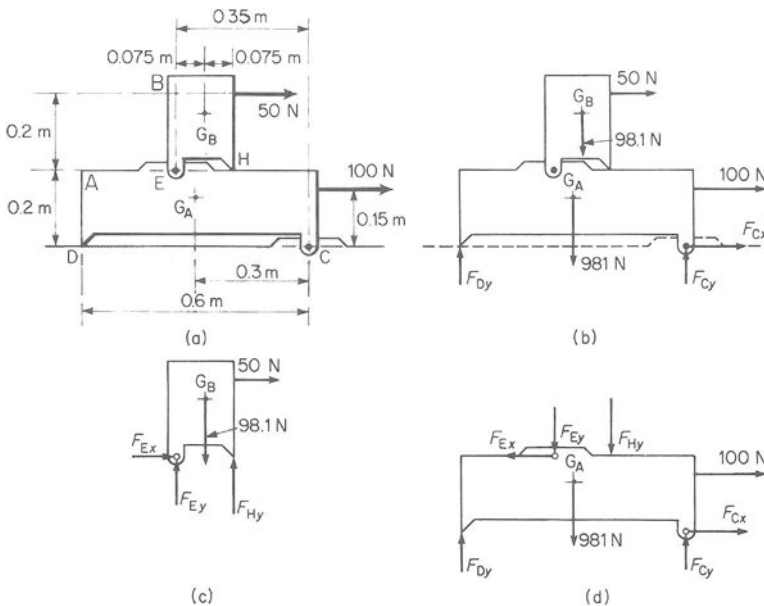 0.35 m
0.075 m 0.075 m
B
50 N
G_B
0.2 m
H
A
E
100 N
G_A
0.2 m
0.15 m
D
C
0.3 m
0.6 m
(a)
50 N
G_B
98.1 N
G_A
100 N
F_Cx
981 N
F_Dy
F_Cy
(b)
50 N
G_B
98.1 N
F_Ex
F_Ey
F_Hy
(c)
F_Ey
F_Ex
F_Hy
G_A
100 N
F_Cx
981 N
F_Dy
F_Cy
(d)